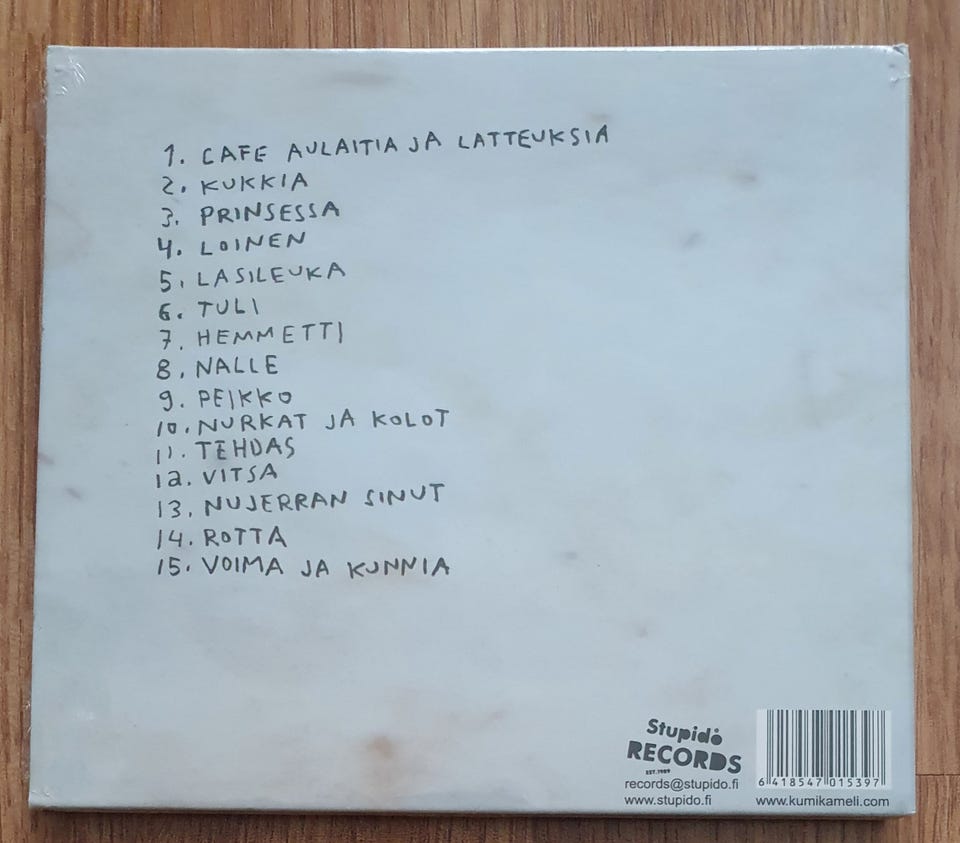 1. CAFE AULAITIA JA LATTEUKSIA
2. KUKKIA
3. PRINSESSA
4. LOINEN
5. LASILEUKA
6. TULI
7. HEMMETTI
8. NALLE
9. PEIKKO
10. NURKAT JA KOLOT
11. TEHDAS
12. VITSA
13. NUJERRAN SINUT
14. ROTTA
15. VOIMA JA KUNNIA
Stupido
RECORDS
EST. 1989
records@stupido.fi
www.stupido.fi
6 418547 015397
www.kumikameli.com